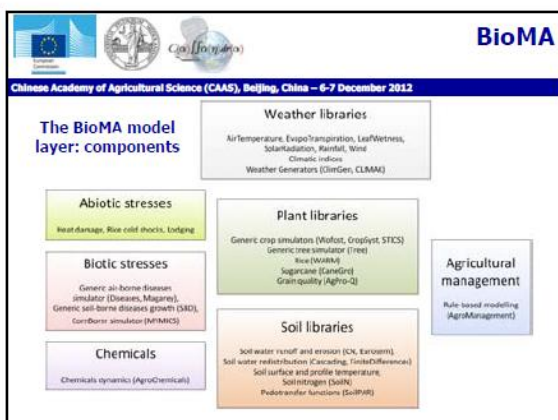 European
Commission
BioMA
Chinese Academy of Agricultural Science (CAAS), Beijing, China – 6-7 December 2012
The BioMA model
layer: components
Weather libraries
AirTemperature, EvapoTranspiration, LeafWetness,
SolarRadiation, Rainfall, Wind
Climatic indices
Weather Generators (ClimGen, CLIMAK)
Abiotic stresses
Heat damage, Rice cold shocks, Lodging
Plant libraries
Generic crop simulators (Wofost, CropSyst, STICS)
Generic tree simulator (Tree)
Rice (WARM)
Sugarcane (CaneGro)
Grain quality (AgPro-Q)
Biotic stresses
Generic air-borne diseases
simulator (Diseases, Magarey),
Generic soil-borne diseases growth (SBD),
CornBorer simulator (MIMICS)
Agricultural
management
Rule-based modelling
(AgroManagement)
Chemicals
Chemicals dynamics (AgroChemicals)
Soil libraries
Soil water runoff and erosion (CN, Eurosem),
Soil water redistribution (Cascading, FiniteDifferences)
Soil surface and profile temperature,
Soil nitrogen (SoilN)
Pedotransfer functions (SoilPAR)